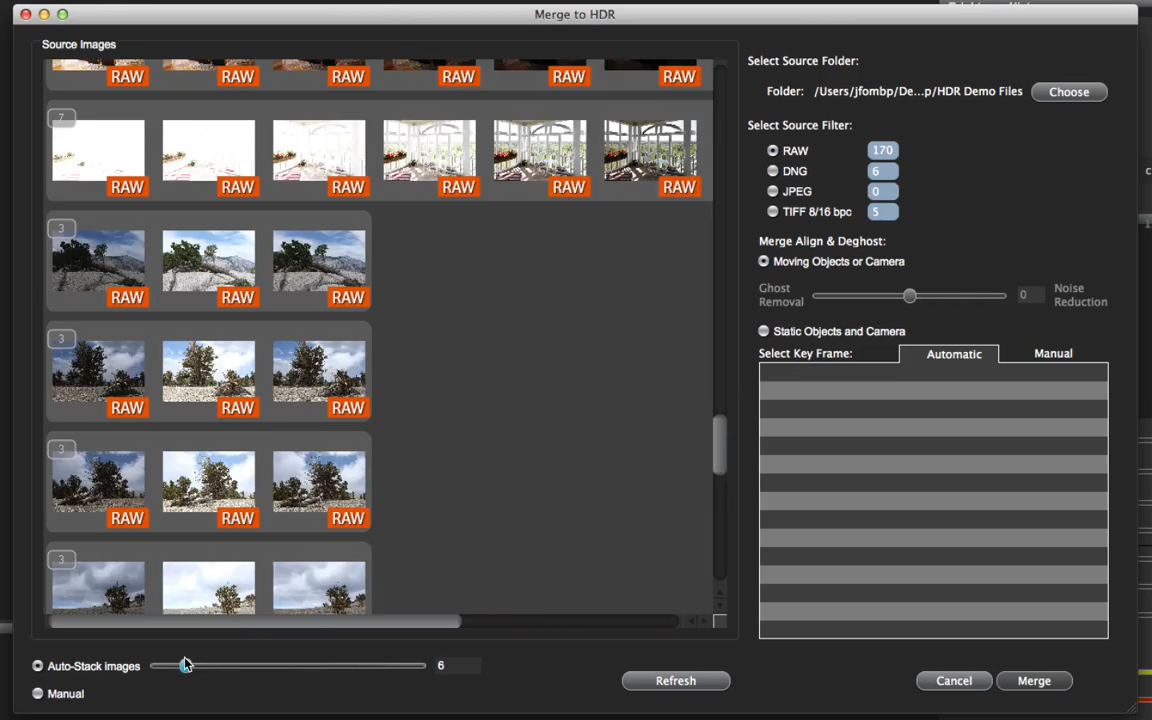 Merge to HDR
Source Images
RAW RAW RAW RAW RAW RAW
7
RAW RAW RAW RAW RAW RAW
3
RAW RAW RAW
3
RAW RAW RAW
3
RAW RAW RAW
3
Auto-Stack images 6
Manual
Refresh
Select Source Folder:
Folder: /Users/jfombp/De...p/HDR Demo Files Choose
Select Source Filter:
RAW 170
DNG 6
JPEG 0
TIFF 8/16 bpc 5
Merge Align & Deghost:
Moving Objects or Camera
Ghost Removal 0 Noise Reduction
Static Objects and Camera
Select Key Frame: Automatic Manual
Cancel Merge